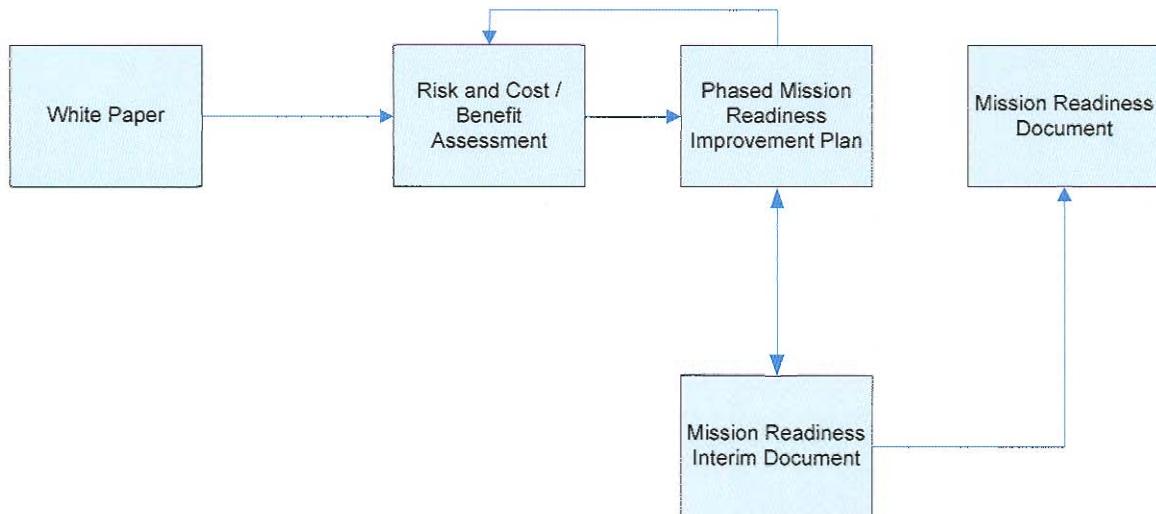 White Paper
Risk and Cost /
Benefit
Assessment
Phased Mission
Readiness
Improvement Plan
Mission Readiness
Document
Mission Readiness
Interim Document